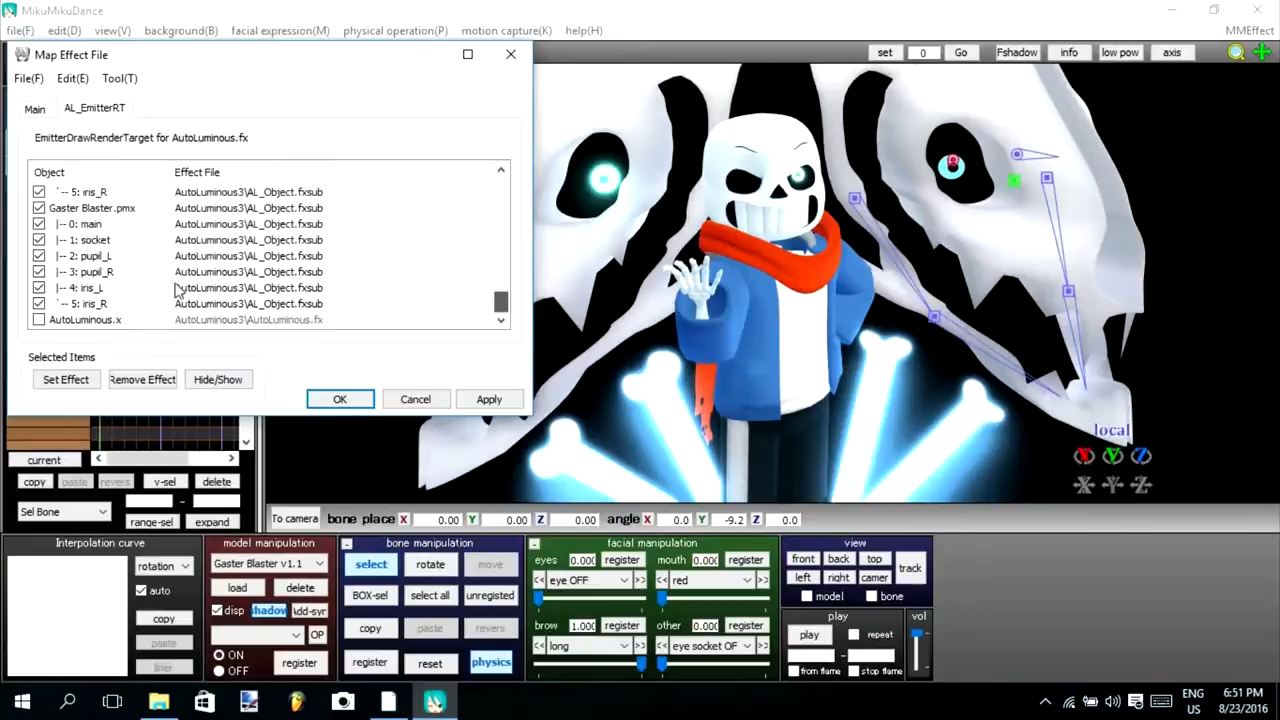 MikuMikuDance
file(F) edit(D) view(V) background(B) facial expression(M) physical operation(P) motion capture(K) help(H) MMEffect
Map Effect File
set 0 Go Fshadow info low pow axis
File(F) Edit(E) Tool(T)
Main AL_EmitterRT
EmitterDrawRenderTarget for AutoLuminous.fx
Object Effect File
`-- 5: iris_R AutoLuminous3\AL_Object.fxsub
Gaster Blaster.pmx AutoLuminous3\AL_Object.fxsub
|-- 0: main AutoLuminous3\AL_Object.fxsub
|-- 1: socket AutoLuminous3\AL_Object.fxsub
|-- 2: pupil_L AutoLuminous3\AL_Object.fxsub
|-- 3: pupil_R AutoLuminous3\AL_Object.fxsub
|-- 4: iris_L AutoLuminous3\AL_Object.fxsub
`-- 5: iris_R AutoLuminous3\AL_Object.fxsub
AutoLuminous.x AutoLuminous3\AutoLuminous.fx
Selected Items
Set Effect Remove Effect Hide/Show
OK Cancel Apply
local
X Y Z
X Y Z
current
copy paste revers v-sel delete
Sel Bone -
range-sel expand
To camera bone place X 0.00 Y 0.00 Z 0.00 angle X 0.0 Y -9.2 Z 0.0
Interpolation curve
rotation
auto
copy
paste
linier
model manipulation
Gaster Blaster v1.1
load delete
disp shadow Add-syn
OP
ON
OFF
register
bone manipulation
select rotate move
BOX-sel select all unregisted
copy paste revers
register reset physics
facial manipulation
eyes 0.000 register mouth 0.000 register
<< eye OFF >> << red >>
brow 1.000 register other 0.000 register
<< long >> << eye socket OF >>
view
front back top
left right camer track
model bone
play
play repeat
-
from flame stop flame
vol
ENG
US
6:51 PM
8/23/2016